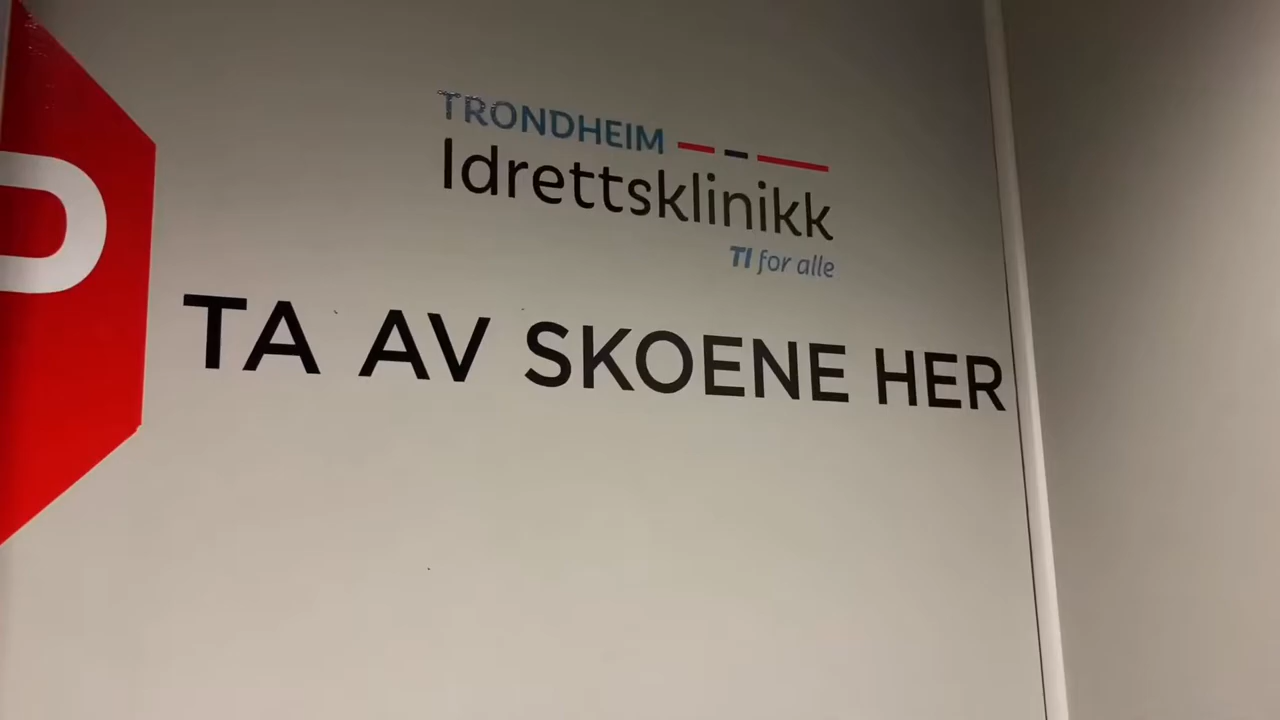 TRONDHEIM
Idrettsklinikk
TI for alle
TA AV SKOENE HER